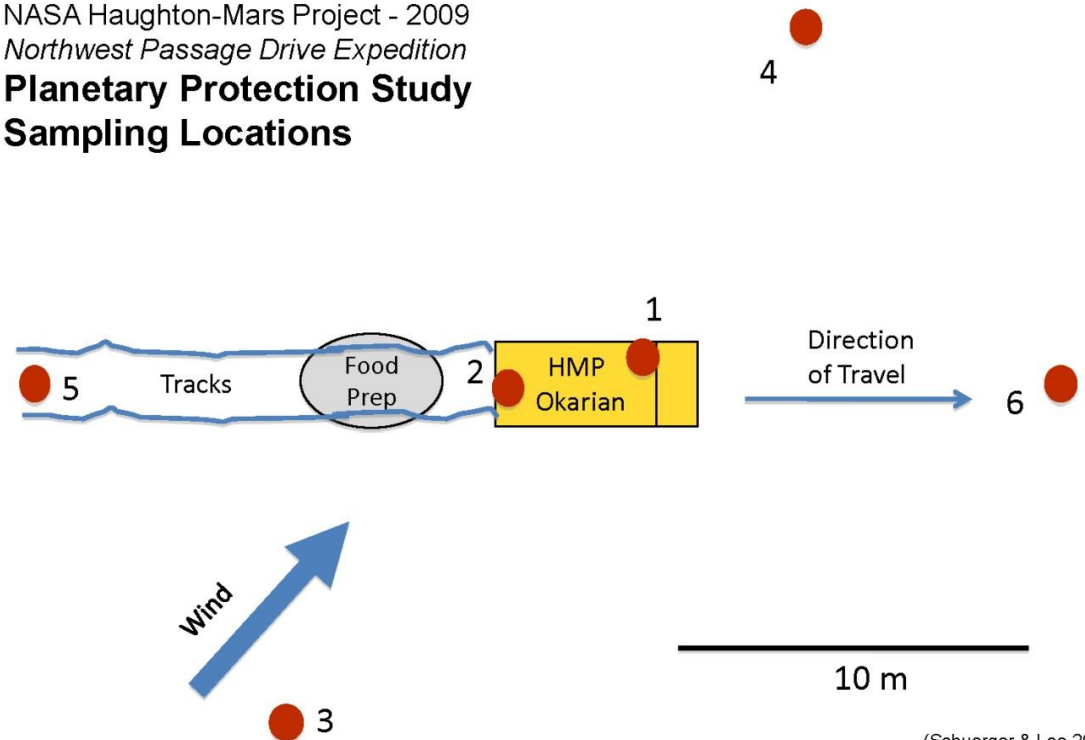 NASA Haughton-Mars Project - 2009
Northwest Passage Drive Expedition
Planetary Protection Study
Sampling Locations
4
1
Direction
of Travel
Food
Prep
2
HMP
Okarian
5
Tracks
6
Wind
10 m
3